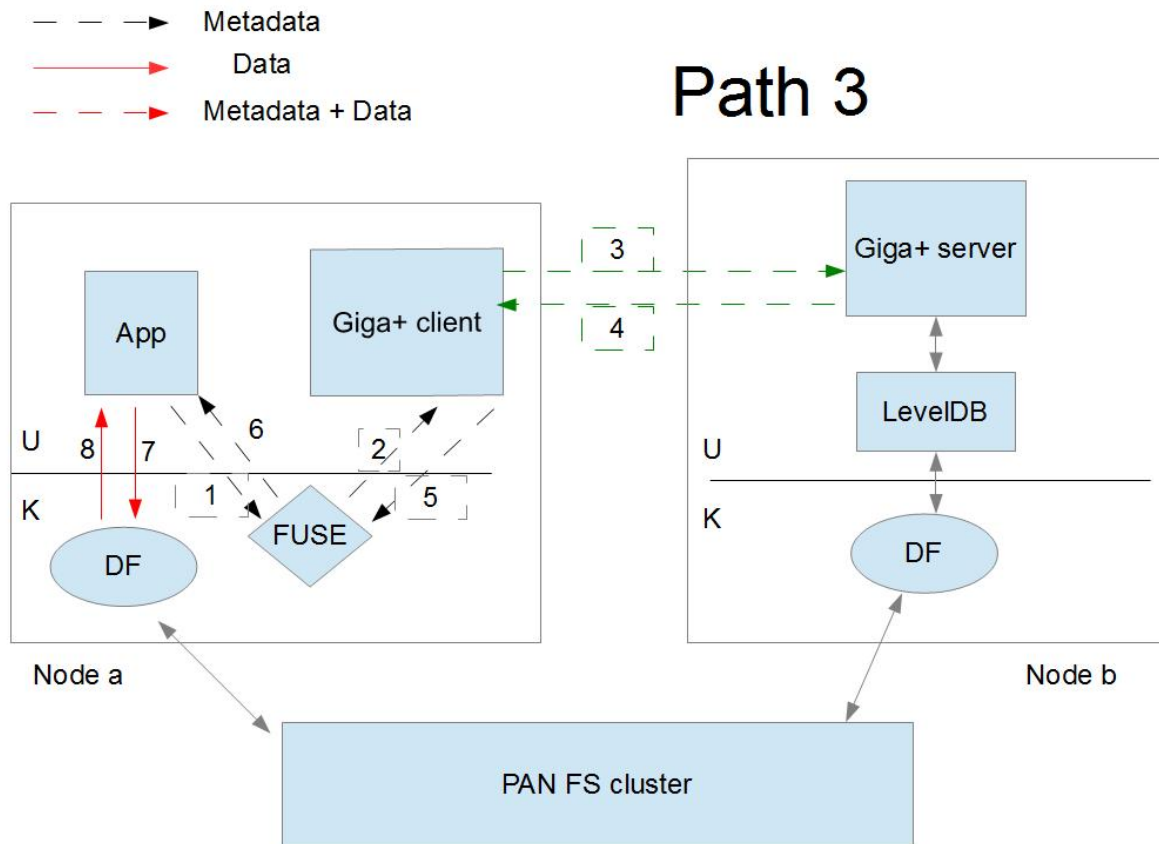 Metadata
Data
Metadata + Data
Path 3
3
Giga+ server
Giga+ client
4
App
LevelDB
6
2
U
8
7
U
1
5
K
K
FUSE
DF
DF
Node a
Node b
PAN FS cluster